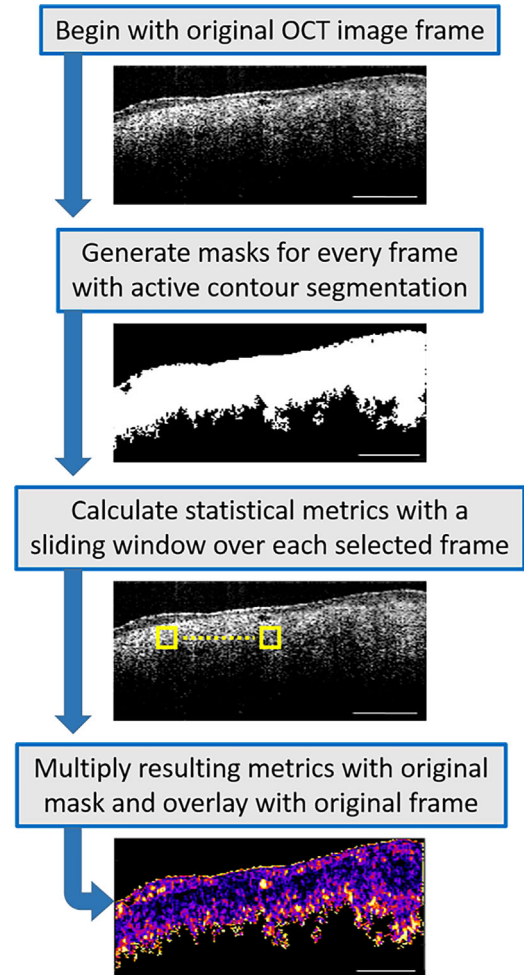 Begin with original OCT image frame
Generate masks for every frame
with active contour segmentation
Calculate statistical metrics with a
sliding window over each selected frame
Multiply resulting metrics with original
mask and overlay with original frame